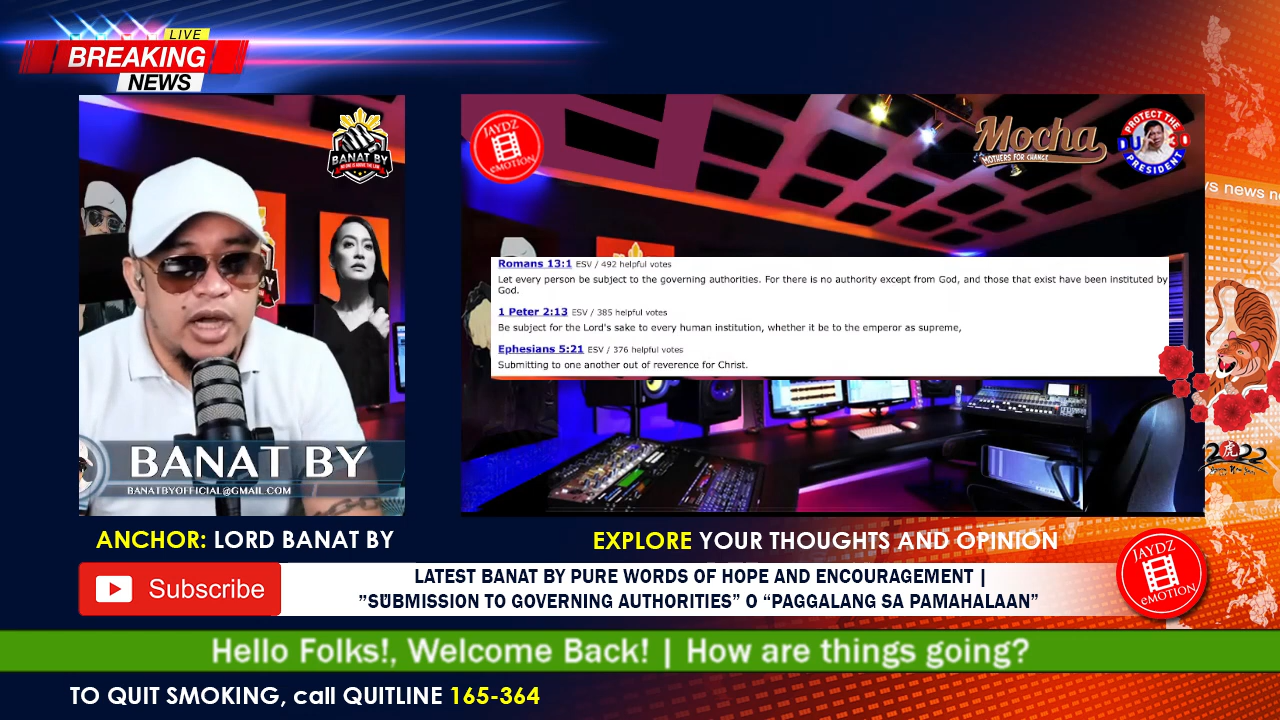 LIVE
BREAKING
NEWS
BANAT BY
JAYDZ
eMOTION
Mocha
MOTHERS FOR CHANGE
PROTECT THE
DU 30
PRESIDENT
Romans 13:1 ESV / 492 helpful votes
Let every person be subject to the governing authorities. For there is no authority except from God, and those that exist have been instituted by
God.
1 Peter 2:13 ESV / 385 helpful votes
Be subject for the Lord's sake to every human institution, whether it be to the emperor as supreme,
Ephesians 5:21 ESV / 376 helpful votes
Submitting to one another out of reverence for Christ.
BANAT BY
BANATBYOFFICIAL@GMAIL.COM
2022
ANCHOR: LORD BANAT BY
EXPLORE YOUR THOUGHTS AND OPINION
Subscribe
LATEST BANAT BY PURE WORDS OF HOPE AND ENCOURAGEMENT |
”SUBMISSION TO GOVERNING AUTHORITIES” O “PAGGALANG SA PAMAHALAAN”
JAYDZ
eMOTION
Hello Folks!, Welcome Back! | How are things going?
TO QUIT SMOKING, call QUITLINE 165-364